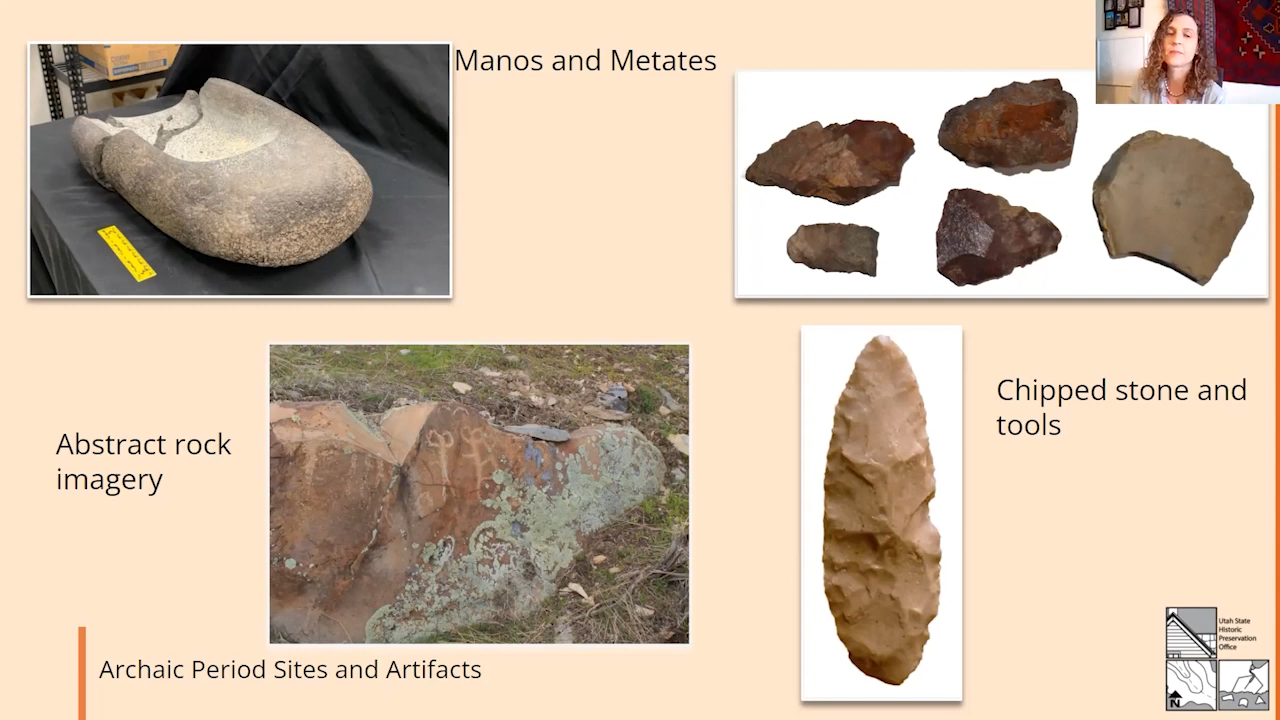 Manos and Metates
Chipped stone and
tools
Abstract rock
imagery
Archaic Period Sites and Artifacts
Utah State
Historic
Preservation
Office
N